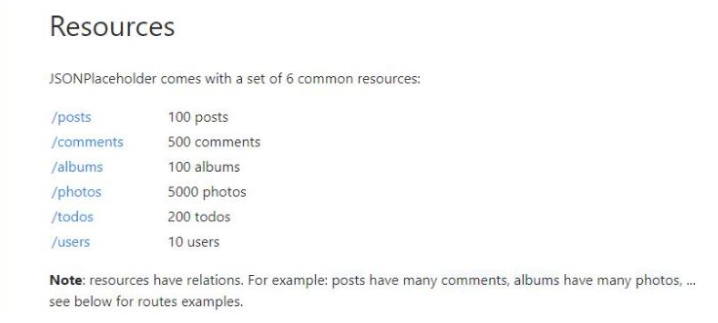 Resources
JSONPlaceholder comes with a set of 6 common resources:
/posts 100 posts
/comments 500 comments
/albums 100 albums
/photos 5000 photos
/todos 200 todos
/users 10 users
Note: resources have relations. For example: posts have many comments, albums have many photos, ...
see below for routes examples.